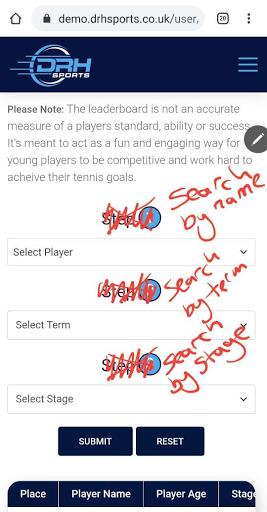 demo.drhsports.co.uk/user/
20
DRH
SPORTS
Please Note: The leaderboard is not an accurate
measure of a players standard, ability or success.
It's meant to act as a fun and engaging way for
young players to be competitive and work hard to
acheive their tennis goals.
Step
Search
by name
Select Player
Step
Search
by term
Select Term
Step
Search
by stage
Select Stage
SUBMIT
RESET
Place
Player Name
Player Age
Stage